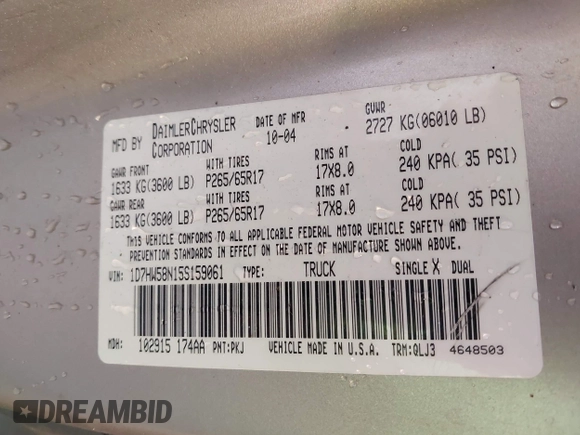 MFD BY DAIMLERCHRYSLER CORPORATION DATE OF MFR 10-04 GVWR 2727 KG(06010 LB)
GAWR FRONT WITH TIRES RIMS AT COLD
1633 KG(3600 LB) P265/65R17 17X8.0 240 KPA( 35 PSI)
GAWR REAR WITH TIRES RIMS AT COLD
1633 KG(3600 LB) P265/65R17 17X8.0 240 KPA( 35 PSI)
THIS VEHICLE CONFORMS TO ALL APPLICABLE FEDERAL MOTOR VEHICLE SAFETY AND THEFT
PREVENTION STANDARDS IN EFFECT ON THE DATE OF MANUFACTURE SHOWN ABOVE.
VIN: 1D7HW58N15S159061 TYPE: TRUCK SINGLE X DUAL
MDH: 102915 174AA PNT:PKJ VEHICLE MADE IN U.S.A. TRM:QLJ3 4648503
DREAMBID